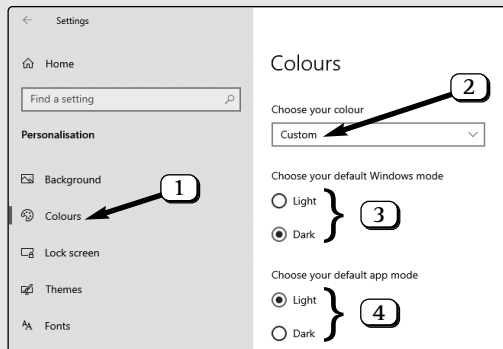 Settings
Home
Find a setting
Personalisation
Background
1
Colours
Lock screen
Themes
Fonts
Colours
2
Choose your colour
Custom
Choose your default Windows mode
Light
3
Dark
Choose your default app mode
Light
4
Dark